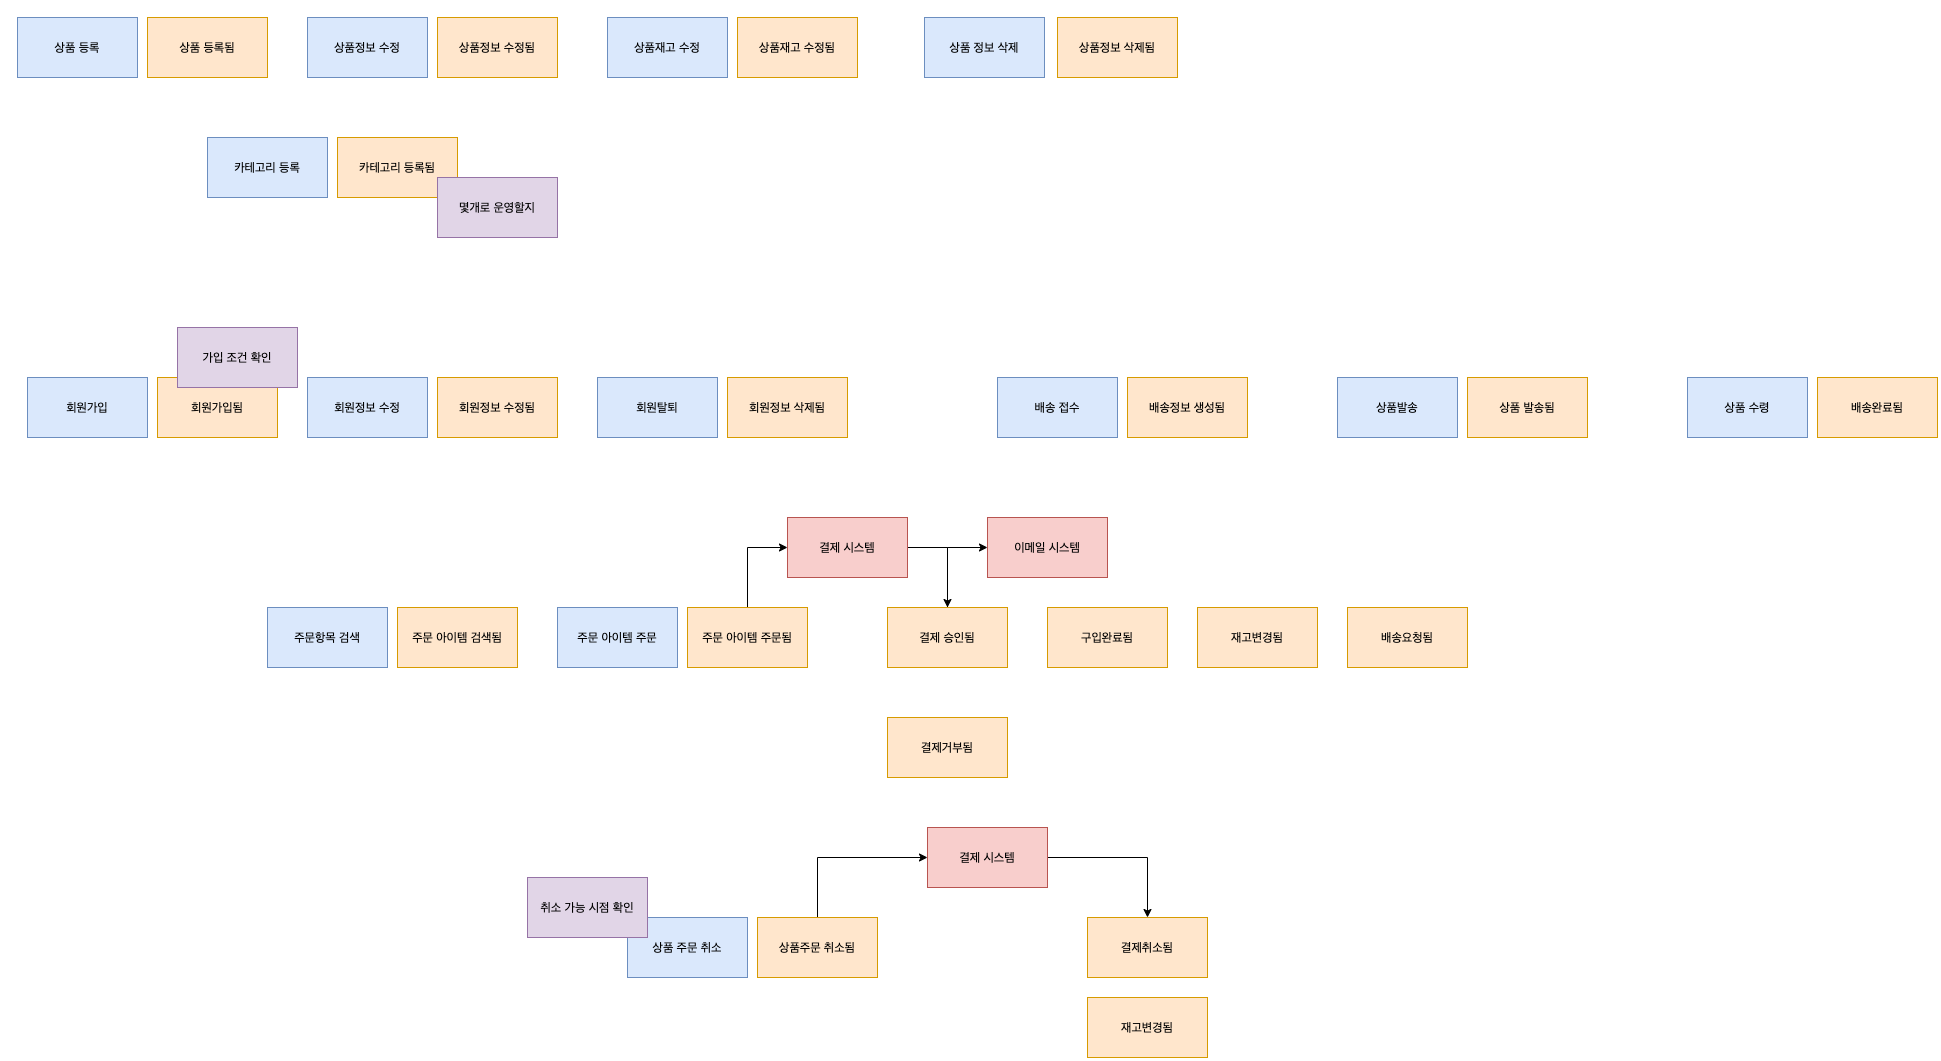 상품 등록
상품 등록됨
상품정보 수정
상품정보 수정됨
상품재고 수정
상품재고 수정됨
상품 정보 삭제
상품정보 삭제됨
카테고리 등록
카테고리 등록됨
몇개로 운영할지
가입 조건 확인
회원가입
회원가입됨
회원정보 수정
회원정보 수정됨
회원탈퇴
회원정보 삭제됨
배송 접수
배송정보 생성됨
상품발송
상품 발송됨
상품 수령
배송완료됨
결제 시스템
이메일 시스템
주문항목 검색
주문 아이템 검색됨
주문 아이템 주문
주문 아이템 주문됨
결제 승인됨
구입완료됨
재고변경됨
배송요청됨
결제거부됨
결제 시스템
취소 가능 시점 확인
상품 주문 취소
상품주문 취소됨
결제취소됨
재고변경됨